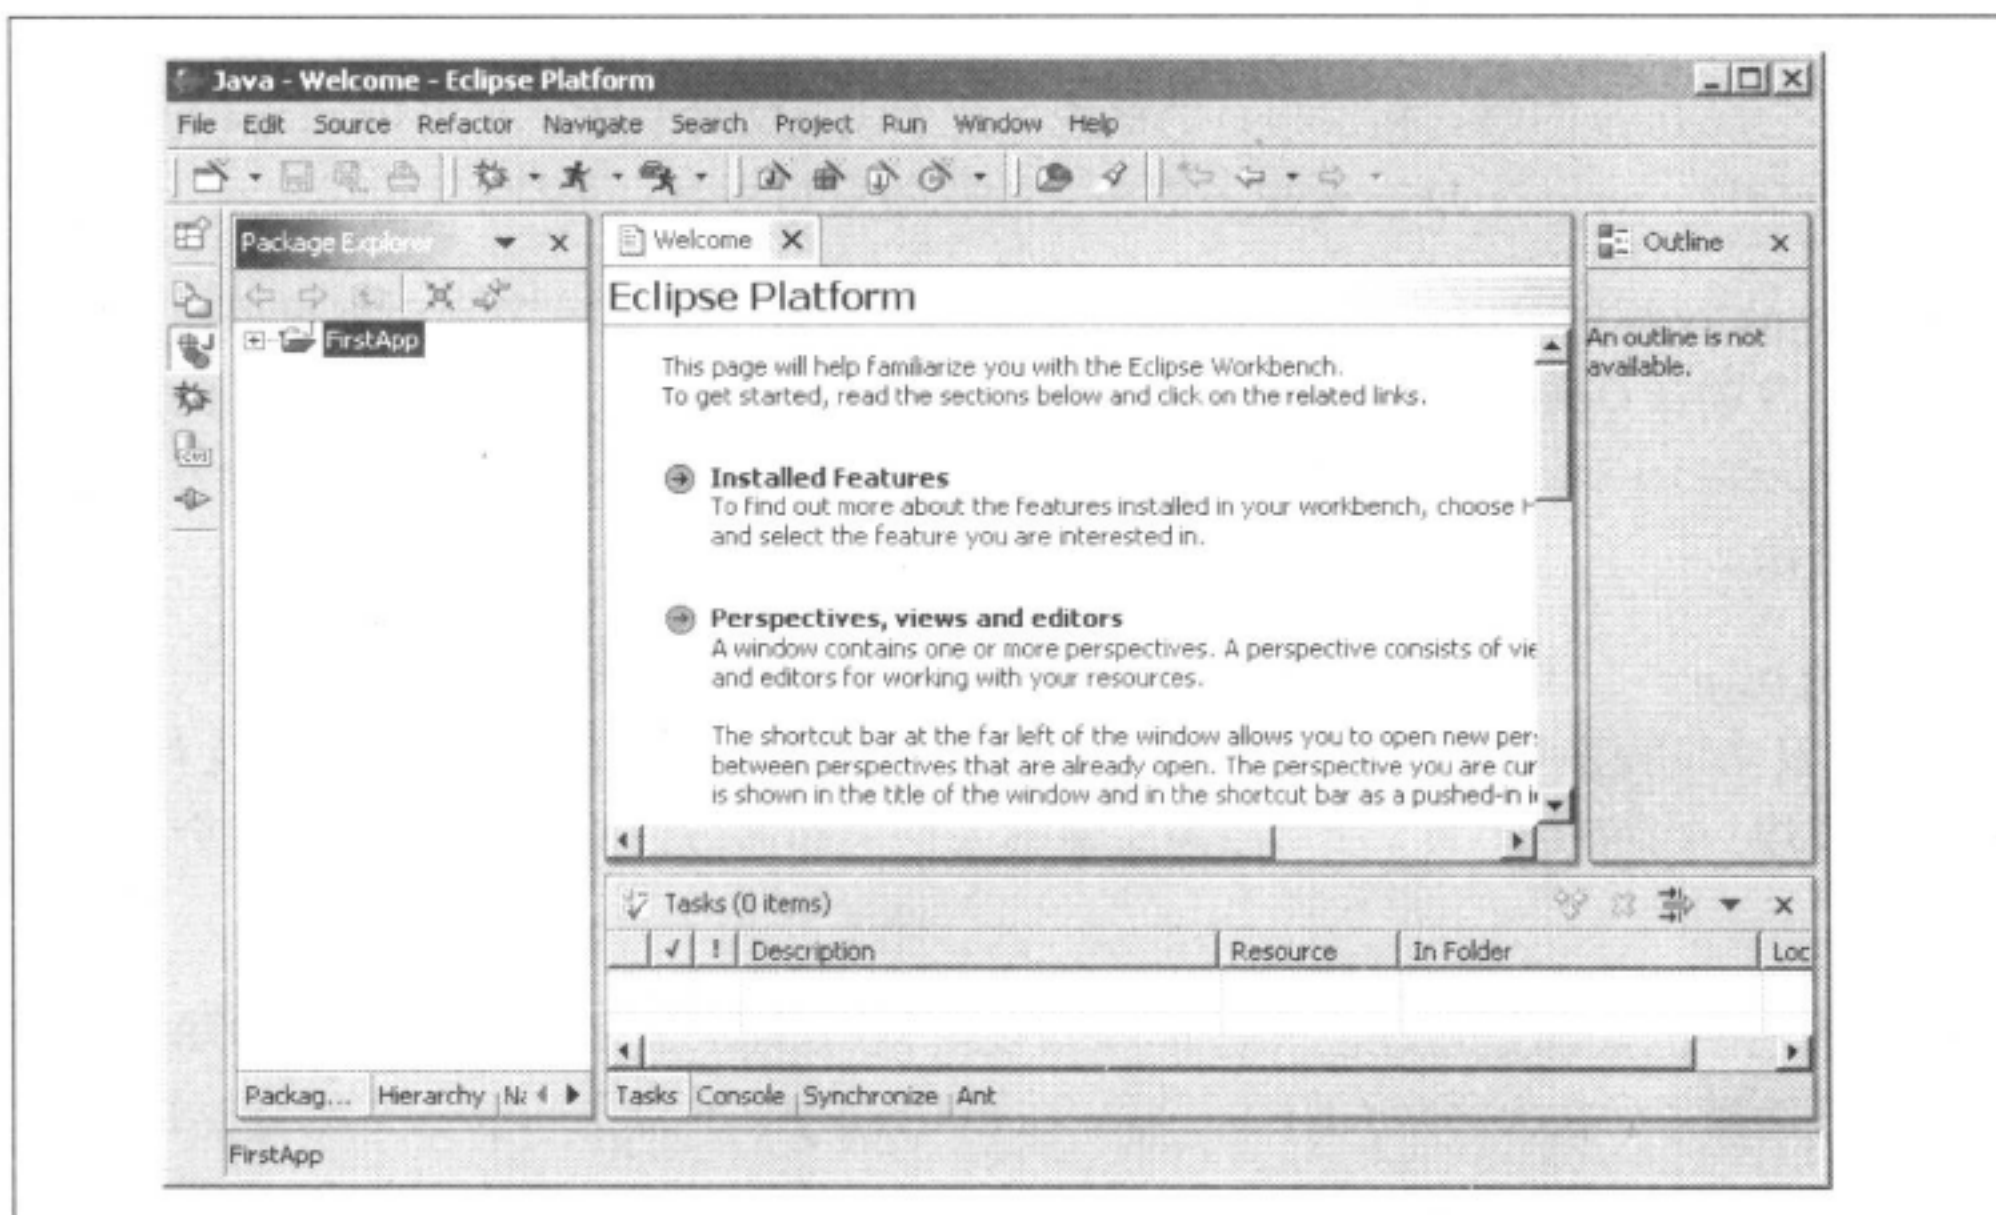 Java - Welcome - Eclipse Platform
File Edit Source Refactor Navigate Search Project Run Window Help
Package Explorer
Welcome
Outline
Eclipse Platform
FirstApp
An outline is not
available.
This page will help familiarize you with the Eclipse Workbench.
To get started, read the sections below and click on the related links.
Installed Features
To find out more about the features installed in your workbench, choose H
and select the feature you are interested in.
Perspectives, views and editors
A window contains one or more perspectives. A perspective consists of vie
and editors for working with your resources.
The shortcut bar at the far left of the window allows you to open new per
between perspectives that are already open. The perspective you are cur
is shown in the title of the window and in the shortcut bar as a pushed-in i
Tasks (0 items)
! Description Resource In Folder Loc
Packag... Hierarchy Na
Tasks Console Synchronize Ant
FirstApp